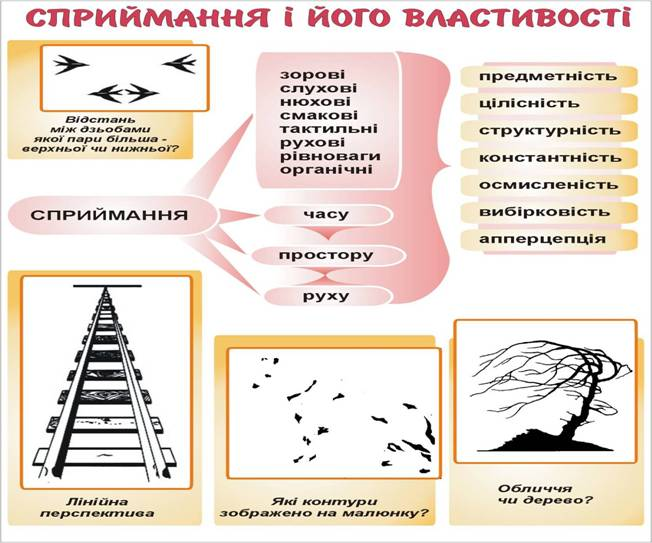 СПРИЙМАННЯ І ЙОГО ВЛАСТИВОСТІ
Відстань
між дзьобами
якої пари більша -
верхньої чи нижньої?
СПРИЙМАННЯ
зорові
слухові
нюхові
смакові
тактильні
рухові
рівноваги
органічні
часу
простору
руху
предметність
цілісність
структурність
константність
осмисленість
вибірковість
апперцепція
Лінійна
перспектива
Які контури
зображено на малюнку?
Обличчя
чи дерево?